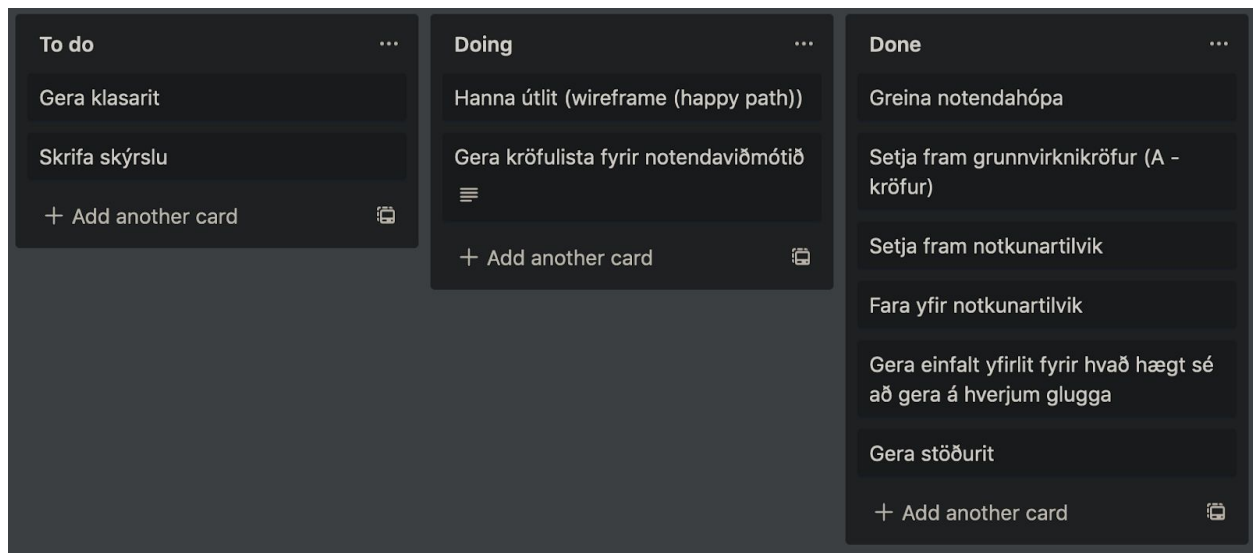 To do
Gera klasarit
Skrifa skýrslu
+ Add another card
Doing
Hanna útlit (wireframe (happy path))
Gera kröfulista fyrir notendaviðmótið
+ Add another card
Done
Greina notendahópa
Setja fram grunnvirknikröfur (A -
kröfur)
Setja fram notkunartilvik
Fara yfir notkunartilvik
Gera einfalt yfirlit fyrir hvað hægt sé
að gera á hverjum glugga
Gera stöðurit
+ Add another card